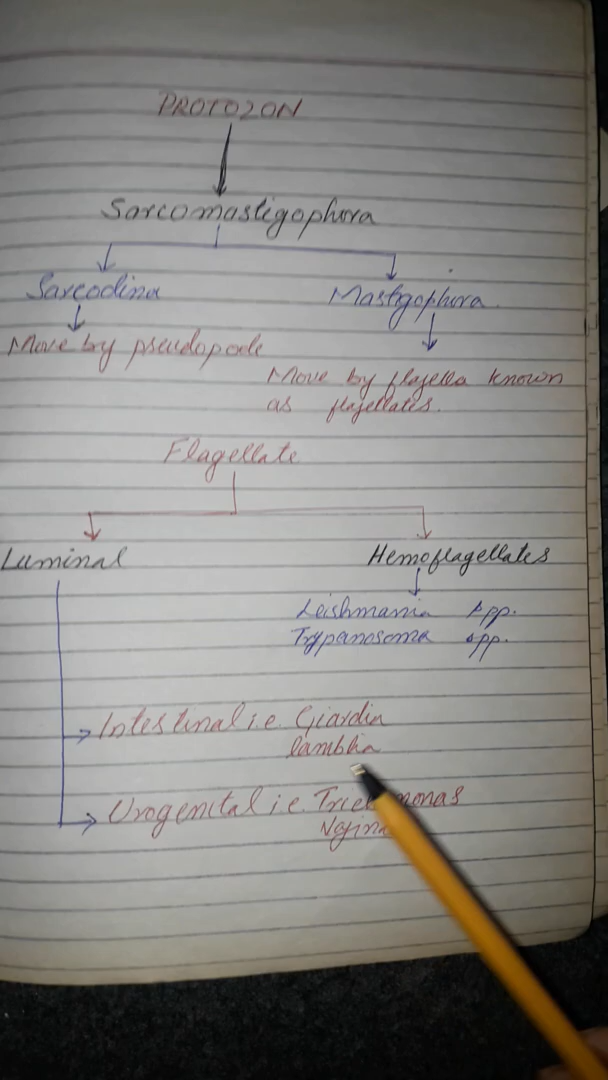 PROTOZON
Sarcomastigophora
Sarcodina
Mastigophora
Move by pseudopode
Move by flagella known
as flagellates.
Flagellate
Luminal
Hemoflagellates
Leishmania spp.
Trypanosoma spp.
Intestinal i.e. Giardia
lamblia
Urogenital i.e.